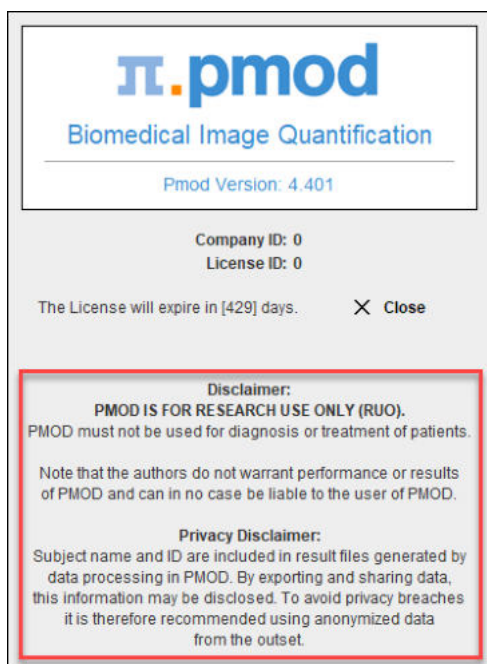 π.pmod
Biomedical Image Quantification
Pmod Version: 4.401
Company ID: 0
License ID: 0
The License will expire in [429] days. X Close
Disclaimer:
PMOD IS FOR RESEARCH USE ONLY (RUO).
PMOD must not be used for diagnosis or treatment of patients.
Note that the authors do not warrant performance or results
of PMOD and can in no case be liable to the user of PMOD.
Privacy Disclaimer:
Subject name and ID are included in result files generated by
data processing in PMOD. By exporting and sharing data,
this information may be disclosed. To avoid privacy breaches
it is therefore recommended using anonymized data
from the outset.